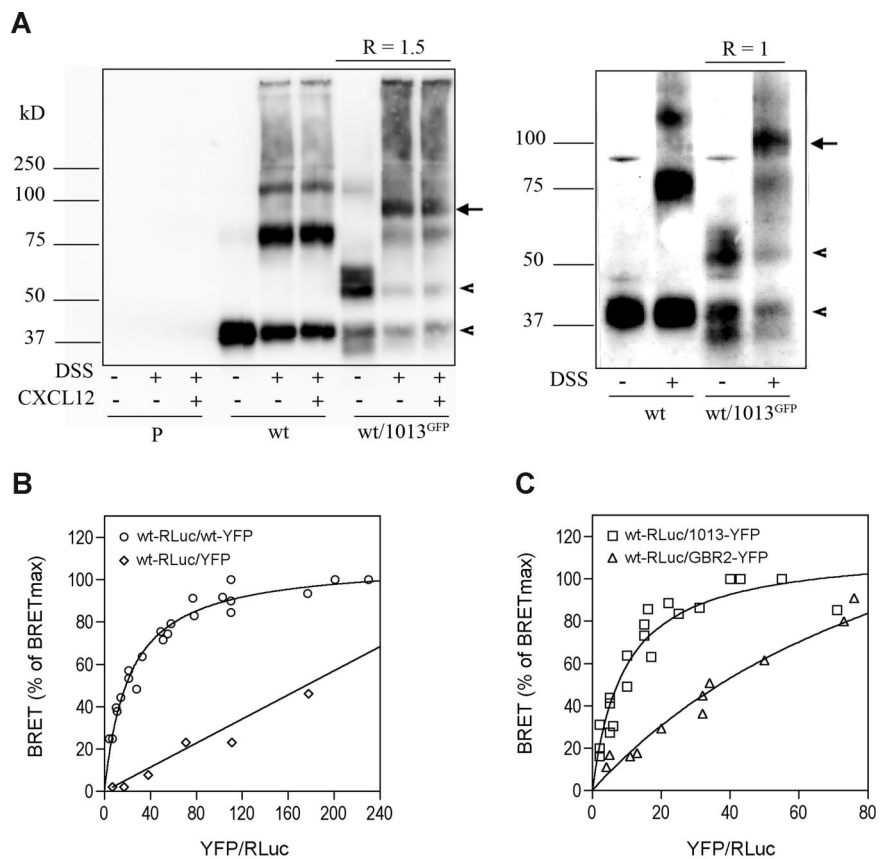 A
R = 1.5
R = 1
kD
250
100
75
50
37
100
75
50
37
DSS - + + - + + - + +
CXCL12 - - + - - + - - +
P wt wt/1013GFP
DSS - + - +
wt wt/1013GFP
B
120
100
80
60
40
20
0
BRET (% of BRETmax)
○ wt-RLuc/wt-YFP
◇ wt-RLuc/YFP
0 40 80 120 160 200 240
YFP/RLuc
C
120
100
80
60
40
20
0
BRET (% of BRETmax)
□ wt-RLuc/1013-YFP
△ wt-RLuc/GBR2-YFP
0 20 40 60 80
YFP/RLuc